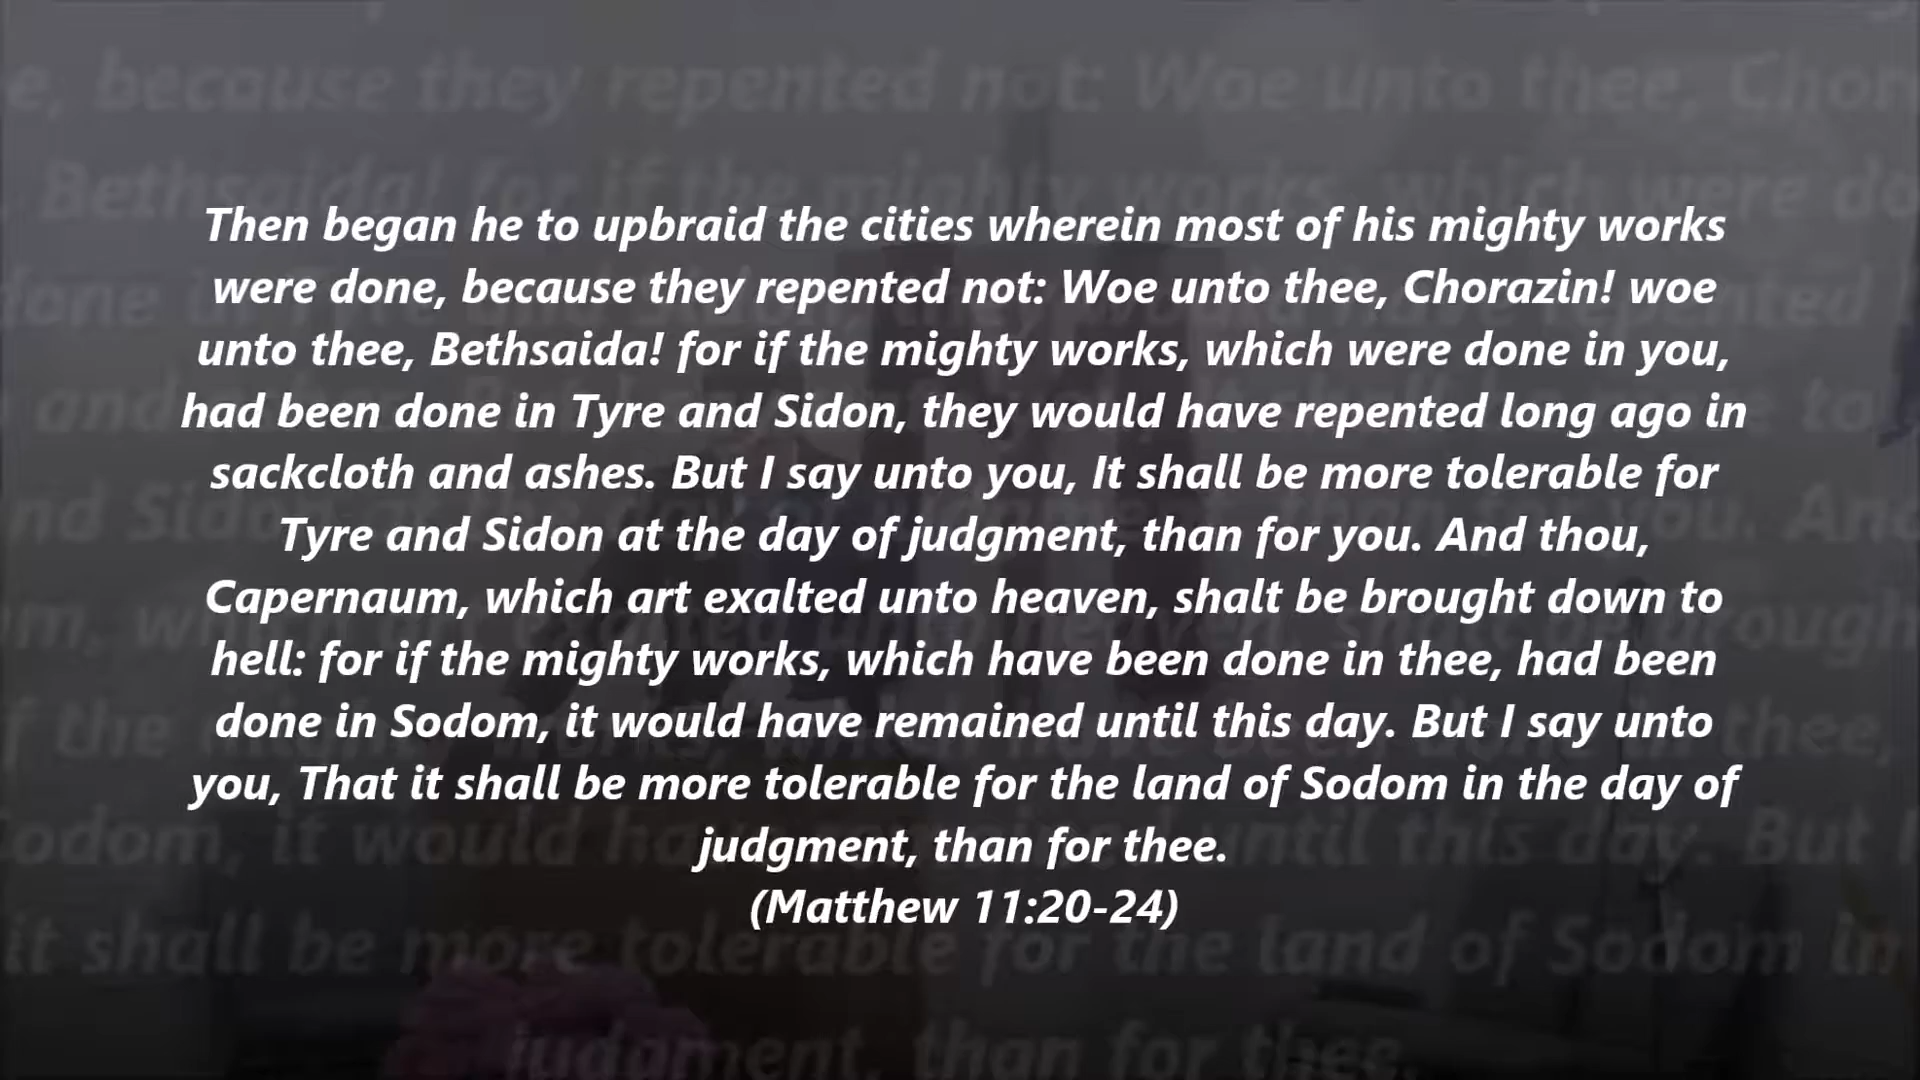 Then began he to upbraid the cities wherein most of his mighty works
were done, because they repented not: Woe unto thee, Chorazin! woe
unto thee, Bethsaida! for if the mighty works, which were done in you,
had been done in Tyre and Sidon, they would have repented long ago in
sackcloth and ashes. But I say unto you, It shall be more tolerable for
Tyre and Sidon at the day of judgment, than for you. And thou,
Capernaum, which art exalted unto heaven, shalt be brought down to
hell: for if the mighty works, which have been done in thee, had been
done in Sodom, it would have remained until this day. But I say unto
you, That it shall be more tolerable for the land of Sodom in the day of
judgment, than for thee.
(Matthew 11:20-24)